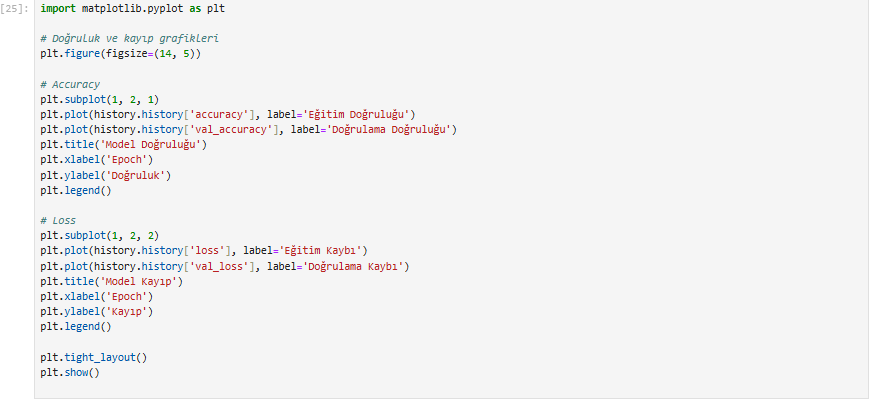 [25]:
import matplotlib.pyplot as plt
# Doğruluk ve kayıp grafikleri
plt.figure(figsize=(14, 5))
# Accuracy
plt.subplot(1, 2, 1)
plt.plot(history.history['accuracy'], label='Eğitim Doğruluğu')
plt.plot(history.history['val_accuracy'], label='Doğrulama Doğruluğu')
plt.title('Model Doğruluğu')
plt.xlabel('Epoch')
plt.ylabel('Doğruluk')
plt.legend()
# Loss
plt.subplot(1, 2, 2)
plt.plot(history.history['loss'], label='Eğitim Kaybı')
plt.plot(history.history['val_loss'], label='Doğrulama Kaybı')
plt.title('Model Kayıp')
plt.xlabel('Epoch')
plt.ylabel('Kayıp')
plt.legend()
plt.tight_layout()
plt.show()